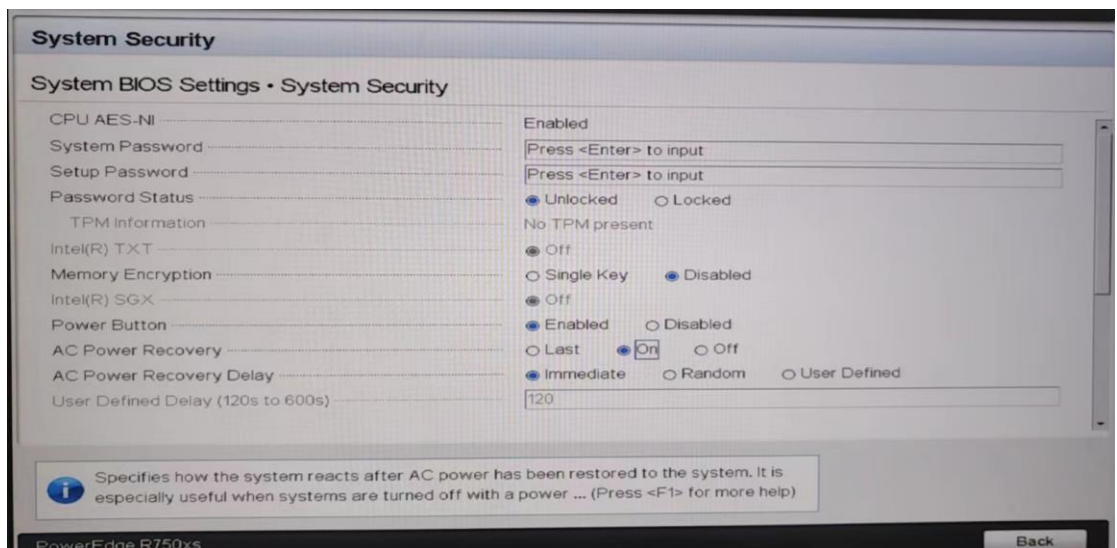 System Security
System BIOS Settings • System Security
CPU AES-NI Enabled
System Password Press <Enter> to input
Setup Password Press <Enter> to input
Password Status Unlocked Locked
TPM Information No TPM present
Intel(R) TXT Off
Memory Encryption Single Key Disabled
Intel(R) SGX Off
Power Button Enabled Disabled
AC Power Recovery Last On Off
AC Power Recovery Delay Immediate Random User Defined
User Defined Delay (120s to 600s) 120
Specifies how the system reacts after AC power has been restored to the system. It is
especially useful when systems are turned off with a power ... (Press <F1> for more help)
PowerEdge R750xs Back